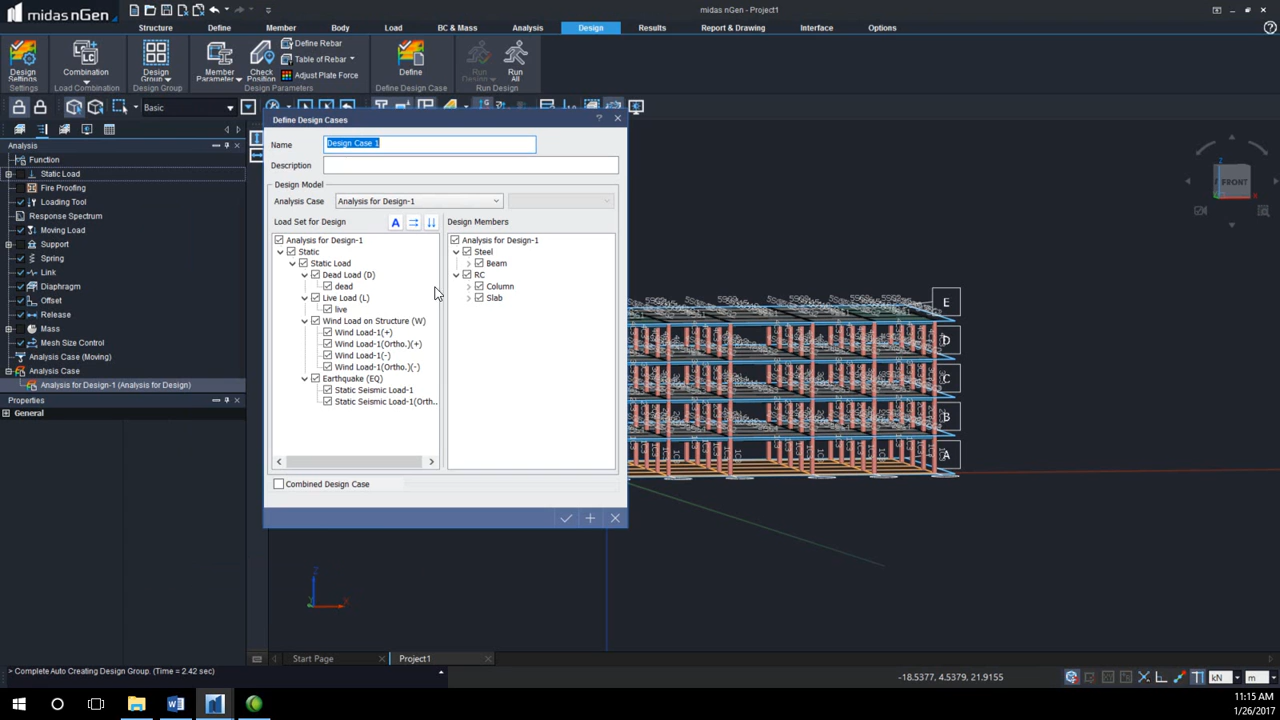 midas nGen - Project1
Structure Define Member Body Load BC & Mass Analysis Design Results Report & Drawing Interface Options
Design Settings
Settings
Combination
Load Combination
Design Group
Design Group
Member Parameter
Check Position
Define Rebar
Table of Rebar
Adjust Plate Force
Design Parameters
Define
Define Design Case
Run Design
Run All
Run Design
Basic
Analysis
Function
Static Load
Fire Proofing
Loading Tool
Response Spectrum
Moving Load
Support
Spring
Link
Diaphragm
Offset
Release
Mass
Mesh Size Control
Analysis Case (Moving)
Analysis Case
Analysis for Design-1 (Analysis for Design)
Properties
General
Define Design Cases
Name Design Case 1
Description
Design Model
Analysis Case Analysis for Design-1
Load Set for Design A
Analysis for Design-1
Static
Static Load
Dead Load (D)
dead
Live Load (L)
live
Wind Load on Structure (W)
Wind Load-1(+)
Wind Load-1(Ortho.)(+)
Wind Load-1(-)
Wind Load-1(Ortho.)(-)
Earthquake (EQ)
Static Seismic Load-1
Static Seismic Load-1(Orth..
Design Members
Analysis for Design-1
Steel
Beam
RC
Column
Slab
Combined Design Case
FRONT
E
D
C
B
A
Z
Y
X
Start Page
Project1
> Complete Auto Creating Design Group. (Time = 2.42 sec)
-18.5377, 4.5379, 21.9155
kN
m
11:15 AM
1/26/2017